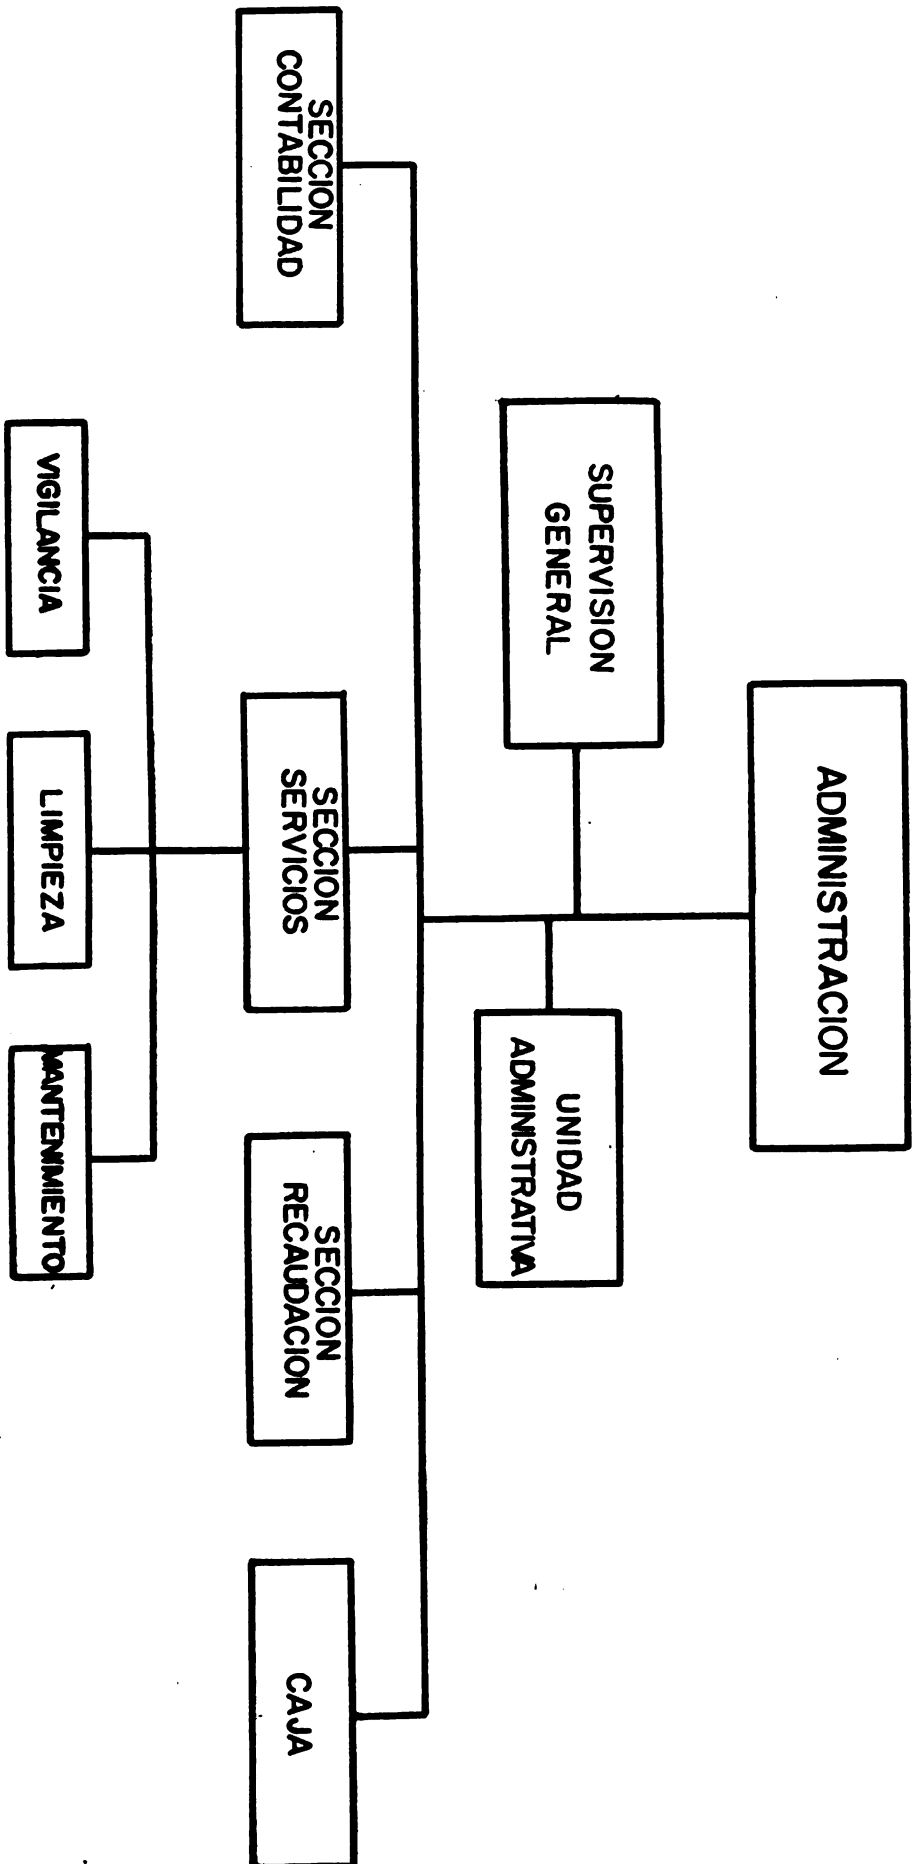 ADMINISTRACION
SUPERVISION
GENERAL
UNIDAD
ADMINISTRATIVA
SECCION
CONTABILIDAD
SECCION
SERVICIOS
SECCION
RECAUDACION
CAJA
VIGILANCIA
LIMPIEZA
MANTENIMIENTO